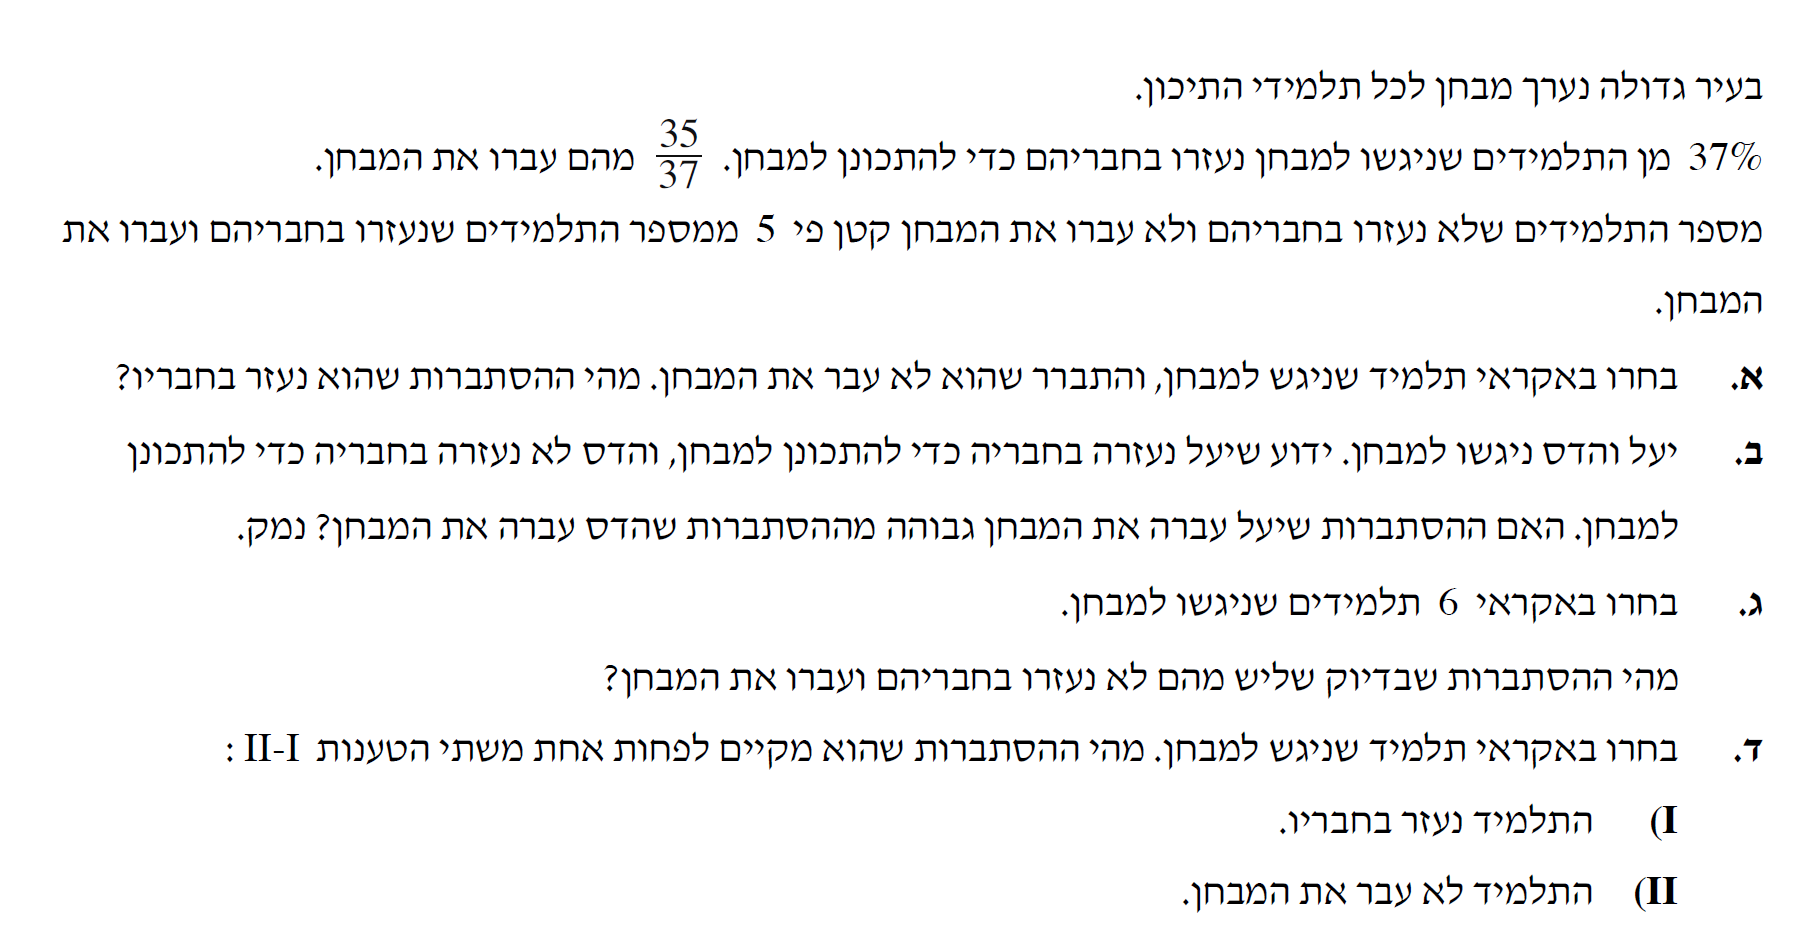 בעיר גדולה נערך מבחן לכל תלמידי התיכון.
37% מן התלמידים שניגשו למבחן נעזרו בחבריהם כדי להתכונן למבחן. 35/37 מהם עברו את המבחן.
מספר התלמידים שלא נעזרו בחבריהם ולא עברו את המבחן קטן פי 5 ממספר התלמידים שנעזרו בחבריהם ועברו את
המבחן.
א. בחרו באקראי תלמיד שניגש למבחן, והתברר שהוא לא עבר את המבחן. מהי ההסתברות שהוא נעזר בחבריו?
ב. יעל והדס ניגשו למבחן. ידוע שיעל נעזרה בחבריה כדי להתכונן למבחן, והדס לא נעזרה בחבריה כדי להתכונן
למבחן. האם ההסתברות שיעל עברה את המבחן גבוהה מההסתברות שהדס עברה את המבחן? נמק.
ג. בחרו באקראי 6 תלמידים שניגשו למבחן.
מהי ההסתברות שבדיוק שליש מהם לא נעזרו בחבריהם ועברו את המבחן?
ד. בחרו באקראי תלמיד שניגש למבחן. מהי ההסתברות שהוא מקיים לפחות אחת משתי הטענות II-I :
I) התלמיד נעזר בחבריו.
II) התלמיד לא עבר את המבחן.